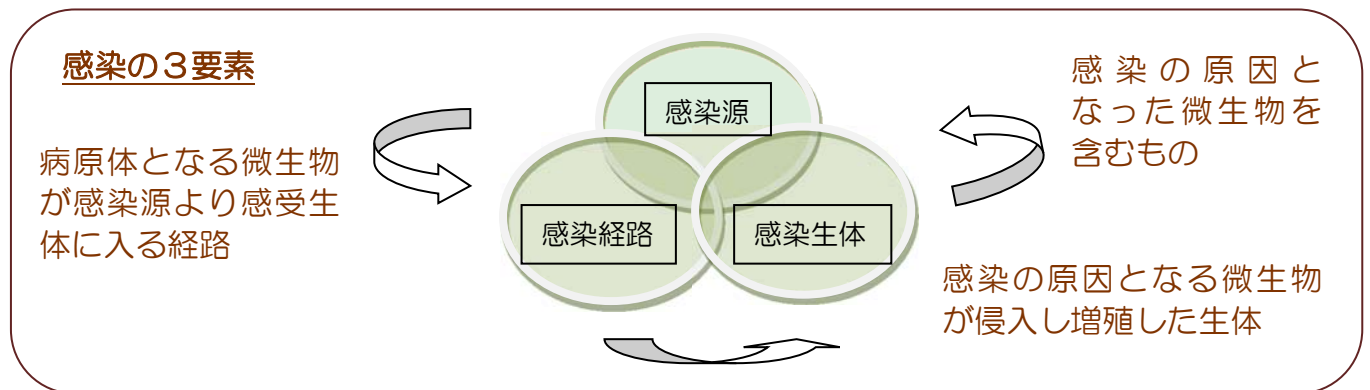 感染の３要素
病原体となる微生物
が感染源より感受生
体に入る経路
感染源
感染経路
感染生体
感染の原因と
なった微生物を
含むもの
感染の原因となる微生物
が侵入し増殖した生体